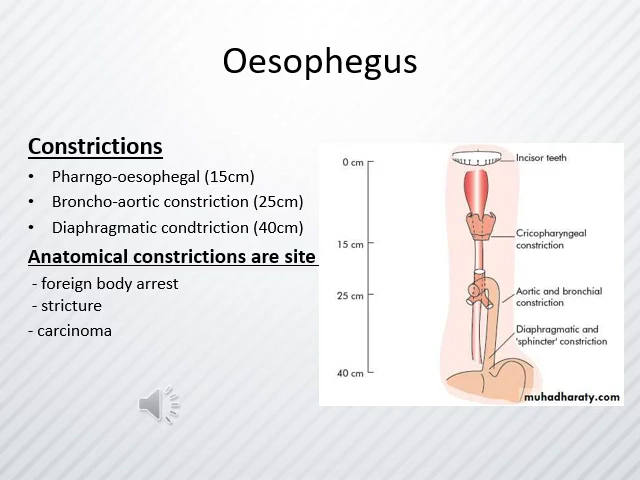 Oesophegus
Constrictions
• Pharngo-oesophegal (15cm)
• Broncho-aortic constriction (25cm)
• Diaphragmatic condtriction (40cm)
Anatomical constrictions are site
- foreign body arrest
- stricture
- carcinoma
0 cm
Incisor teeth
15 cm
Cricopharyngeal
constriction
25 cm
Aortic and bronchial
constriction
Diaphragmatic and
'sphincter' constriction
40 cm
muhadharaty.com